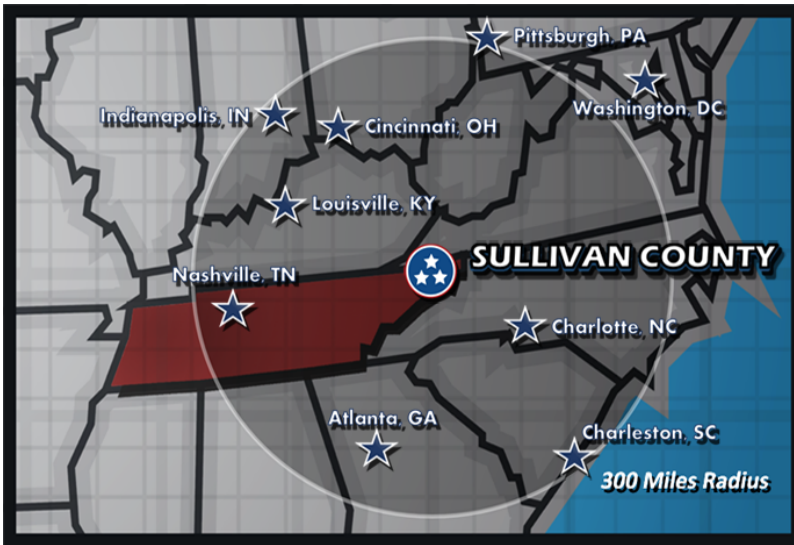 Pittsburgh, PA
Washington, DC
Indianapolis, IN
Cincinnati, OH
Louisville, KY
SULLIVAN COUNTY
Nashville, TN
Charlotte, NC
Atlanta, GA
Charleston, SC
300 Miles Radius